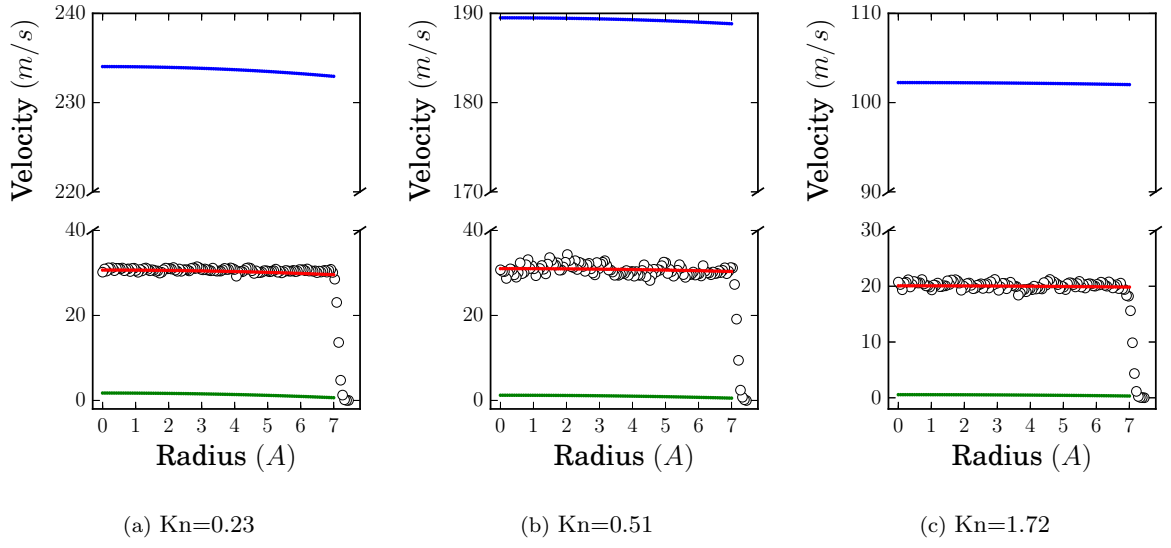 240
230
220
40
20
0
Velocity (m/s)
0 1 2 3 4 5 6 7
Radius (A)
(a) Kn=0.23
190
180
170
40
20
0
Velocity (m/s)
0 1 2 3 4 5 6 7
Radius (A)
(b) Kn=0.51
110
100
90
30
20
10
0
Velocity (m/s)
0 1 2 3 4 5 6 7
Radius (A)
(c) Kn=1.72